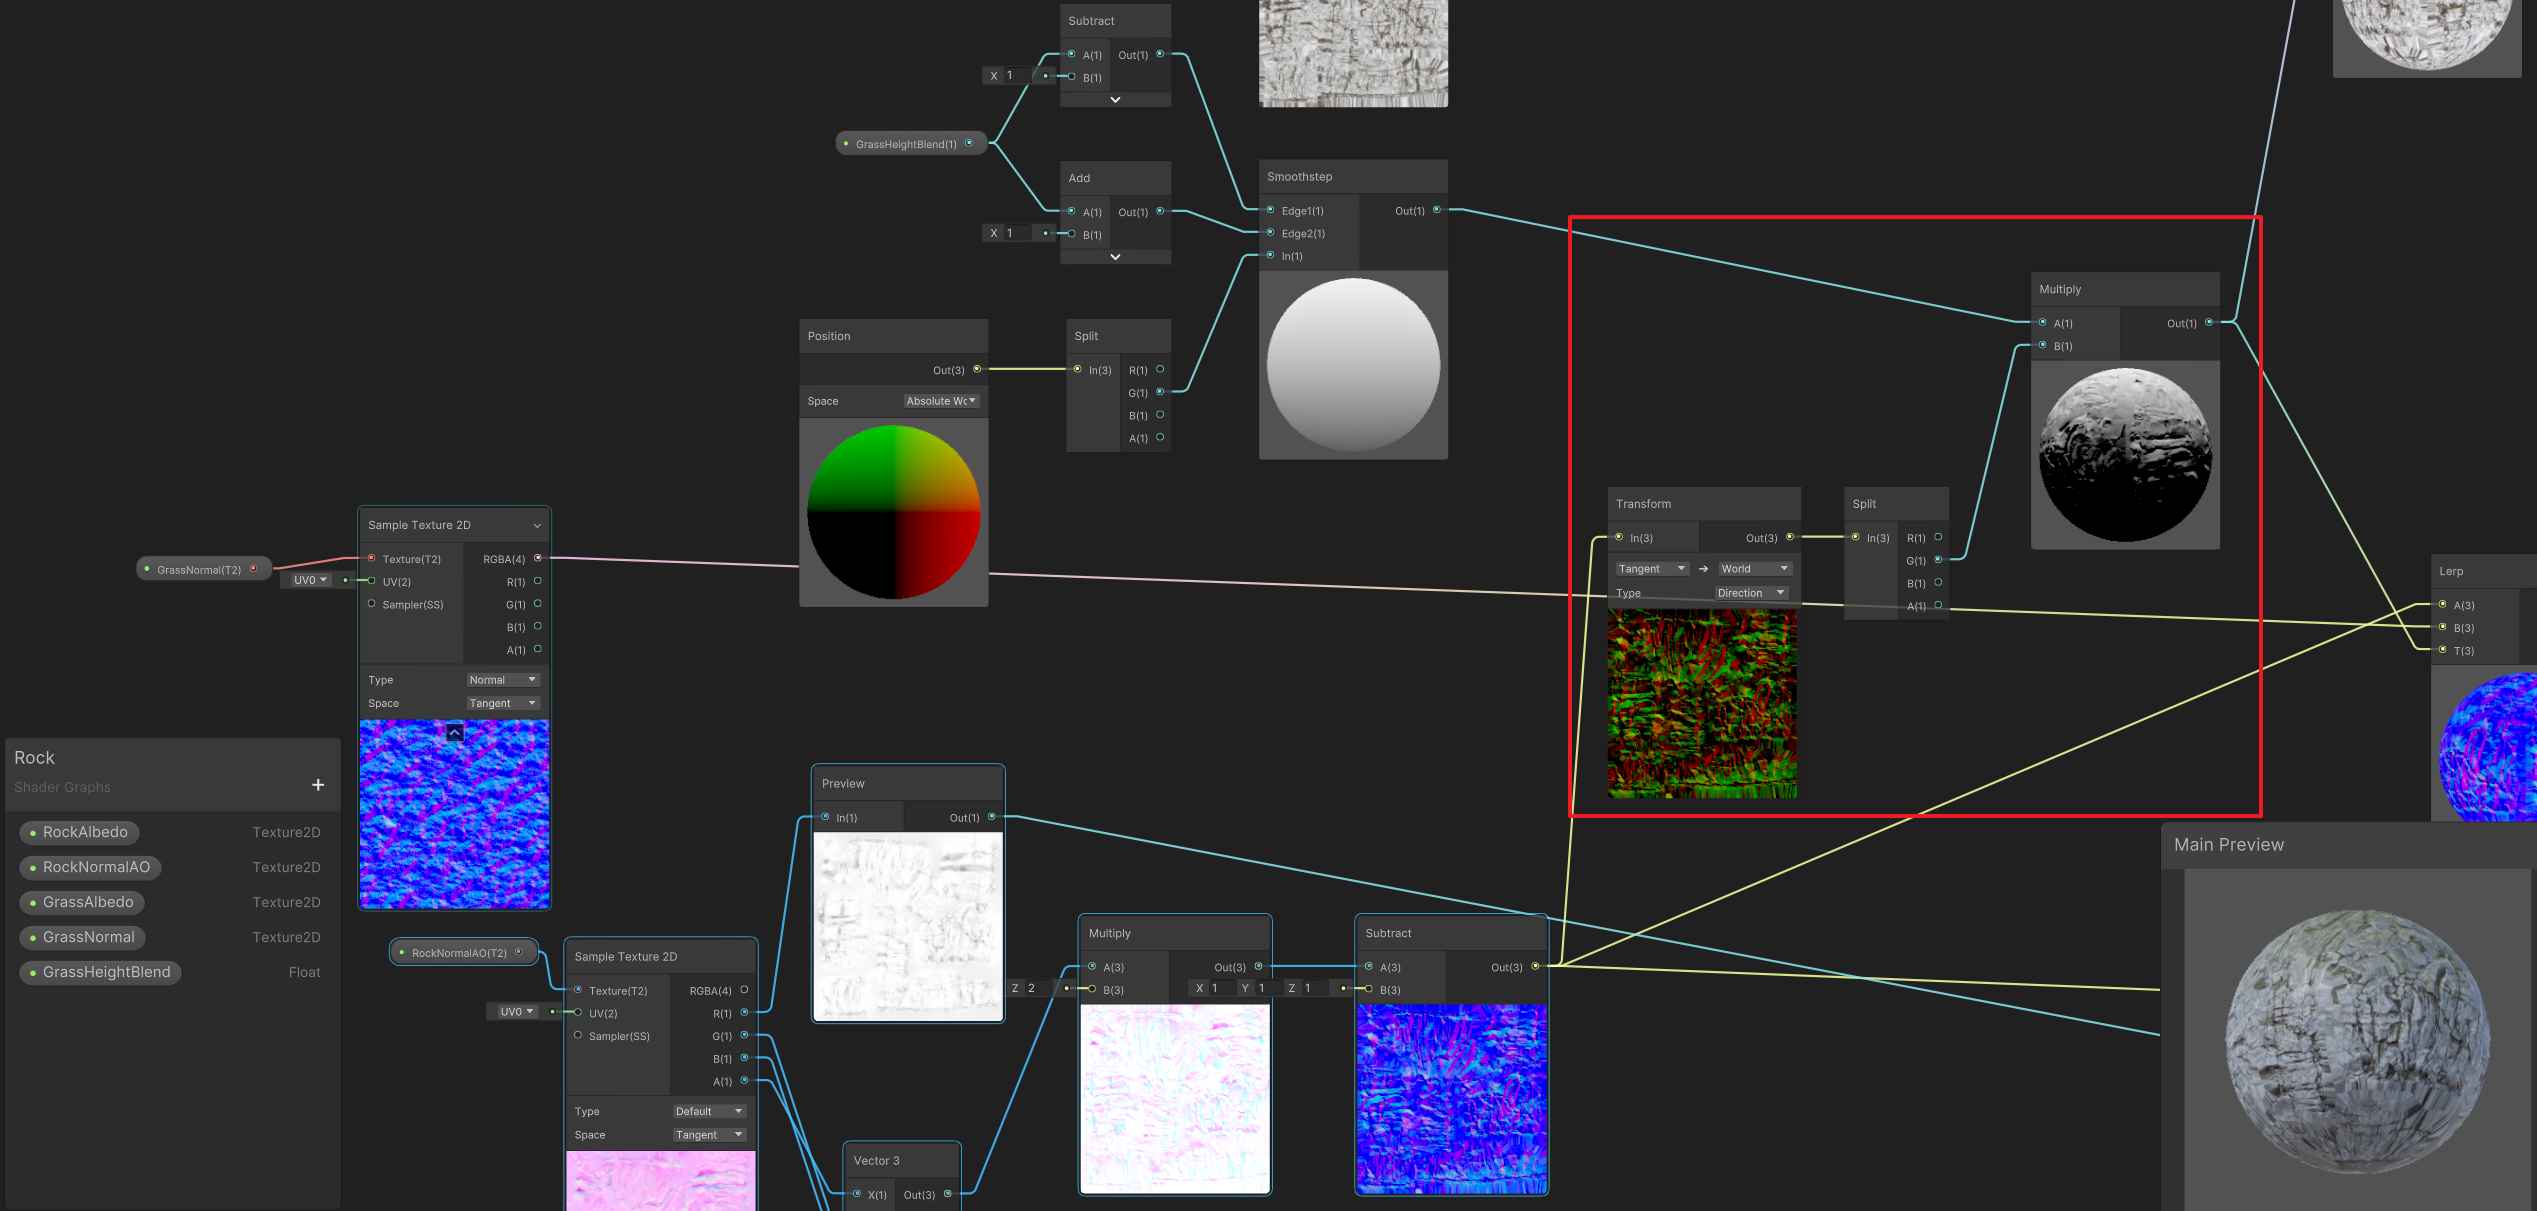 Subtract
A(1) Out(1)
X 1
B(1)
GrassHeightBlend(1)
Add
A(1) Out(1)
X 1
B(1)
Smoothstep
Edge1(1) Out(1)
Edge2(1)
In(1)
Position
Out(3)
Space Absolute Wc
Split
In(3) R(1)
G(1)
B(1)
A(1)
Multiply
A(1) Out(1)
B(1)
Transform
In(3) Out(3)
Tangent → World
Type Direction
Split
In(3) R(1)
G(1)
B(1)
A(1)
Lerp
A(3)
B(3)
T(3)
GrassNormal(T2)
UV0
Sample Texture 2D
Texture(T2) RGBA(4)
UV(2) R(1)
Sampler(SS) G(1)
B(1)
A(1)
Type Normal
Space Tangent
Rock
Shader Graphs
+
RockAlbedo Texture2D
RockNormalAO Texture2D
GrassAlbedo Texture2D
GrassNormal Texture2D
GrassHeightBlend Float
Preview
In(1) Out(1)
RockNormalAO(T2)
UV0
Sample Texture 2D
Texture(T2) RGBA(4)
UV(2) R(1)
Sampler(SS) G(1)
B(1)
A(1)
Type Default
Space Tangent
Vector 3
X(1) Out(3)
Multiply
A(3) Out(3)
Z 2
B(3)
Subtract
A(3) Out(3)
X 1 Y 1 Z 1
B(3)
Main Preview